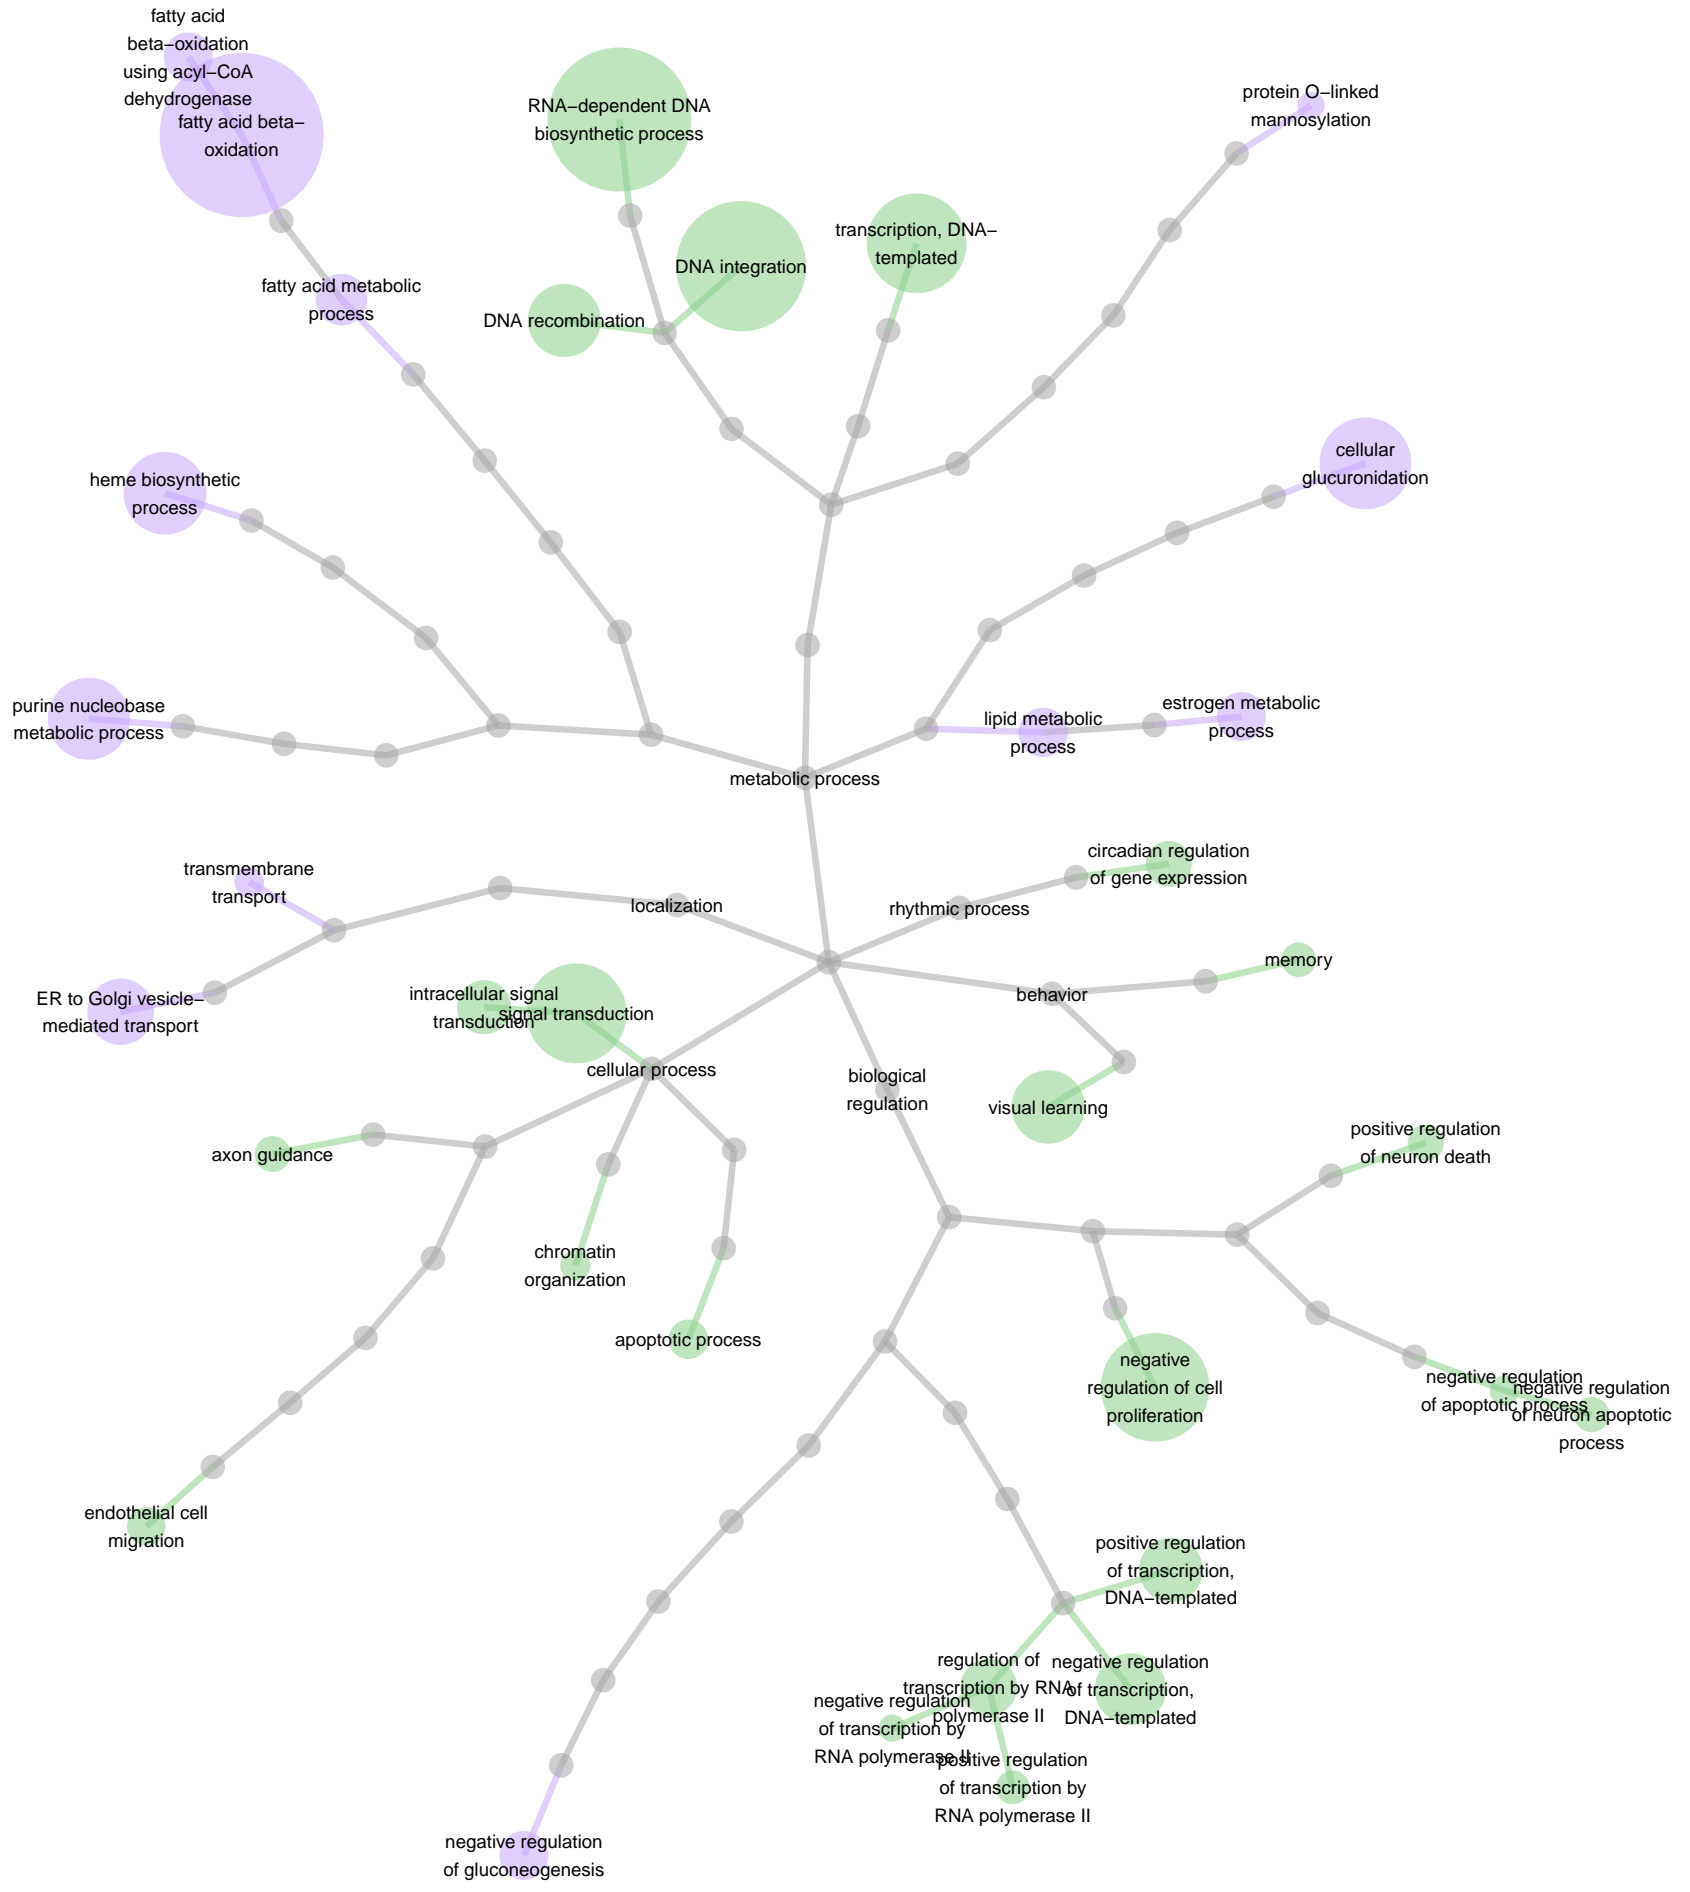 fatty acid
beta−oxidation
using acyl−CoA
dehydrogenase
fatty acid beta−
oxidation
RNA−dependent DNA
biosynthetic process
protein O−linked
mannosylation
transcription, DNA−
templated
DNA integration
fatty acid metabolic
process
DNA recombination
cellular
glucuronidation
heme biosynthetic
process
purine nucleobase
metabolic process
lipid metabolic
process
estrogen metabolic
process
metabolic process
transmembrane
transport
localization
rhythmic process
circadian regulation
of gene expression
memory
behavior
ER to Golgi vesicle−
mediated transport
intracellular signal
transduction
signal transduction
cellular process
biological
regulation
visual learning
axon guidance
positive regulation
of neuron death
chromatin
organization
apoptotic process
negative
regulation of cell
proliferation
negative regulation
of apoptotic process
negative regulation
of neuron apoptotic
process
endothelial cell
migration
positive regulation
of transcription,
DNA−templated
regulation of
transcription by RNA
polymerase II
negative regulation
of transcription,
DNA−templated
negative regulation
of transcription by
RNA polymerase II
positive regulation
of transcription by
RNA polymerase II
negative regulation
of gluconeogenesis